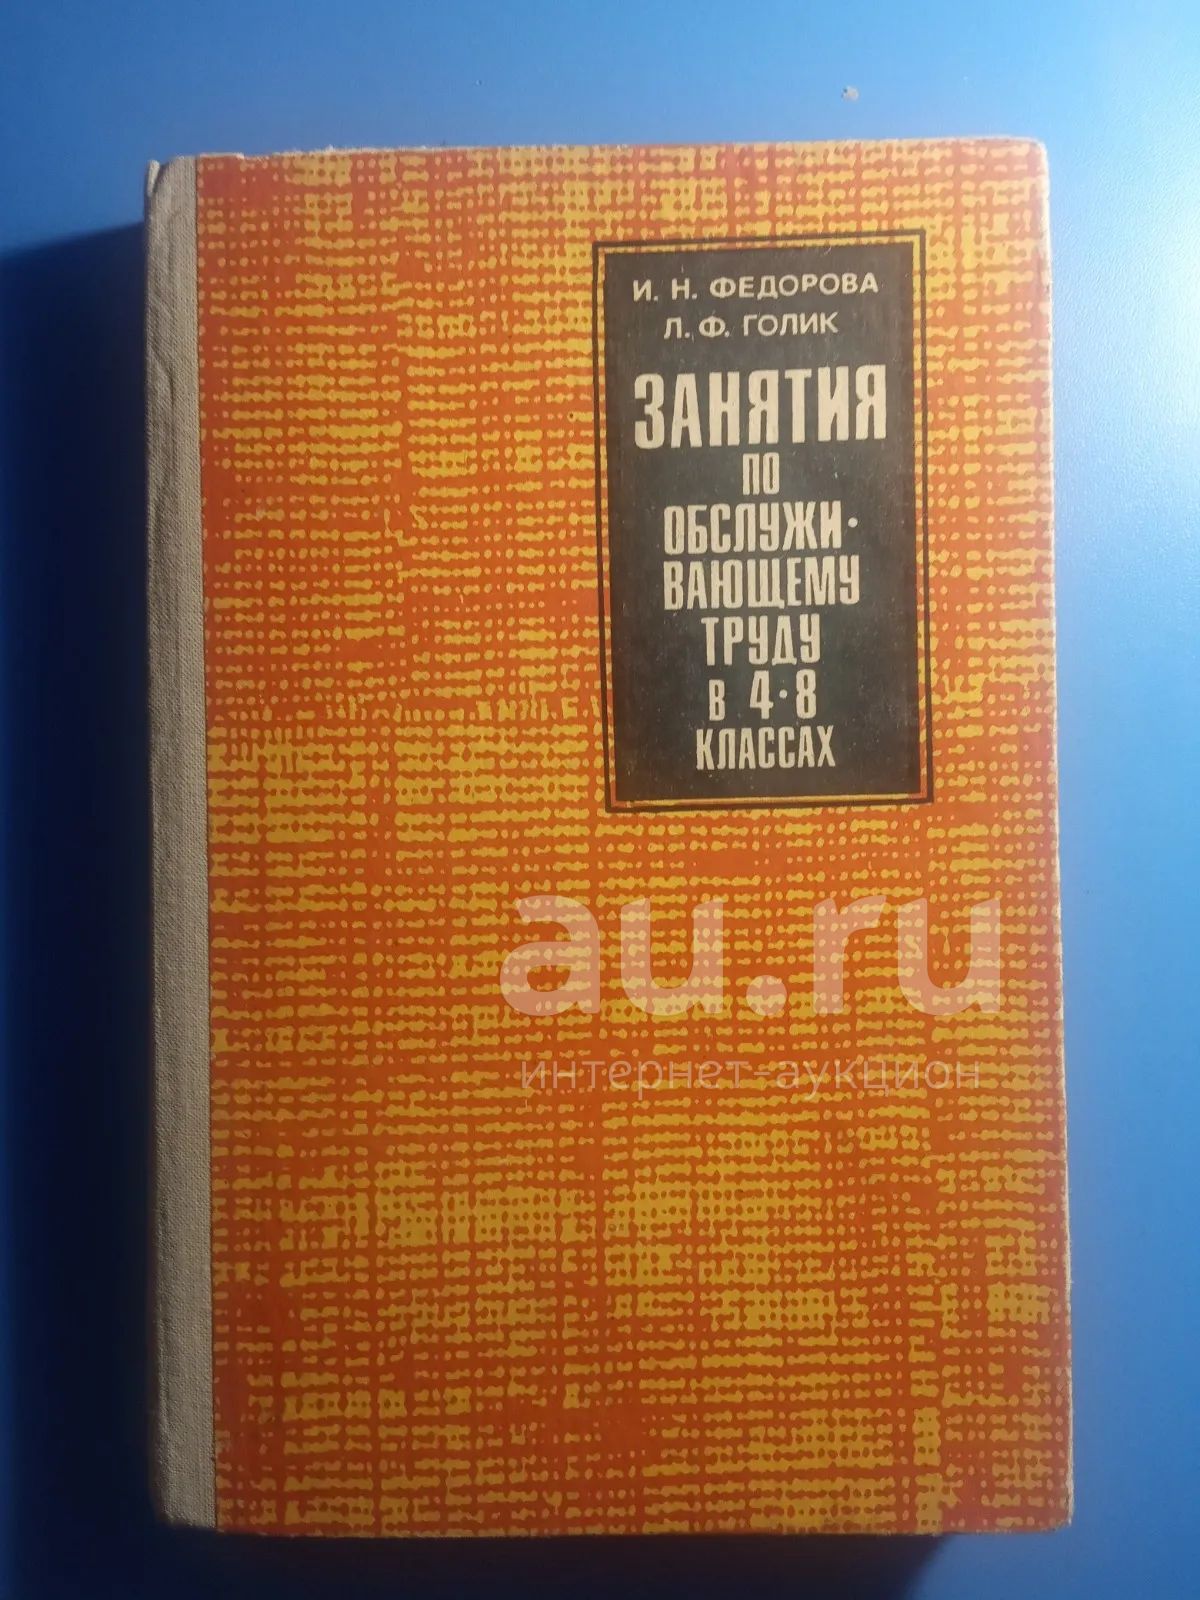 И. Н. ФЕДОРОВА
Л. Ф. ГОЛИК
ЗАНЯТИЯ
ПО
ОБСЛУЖИ-
ВАЮЩЕМУ
ТРУДУ
В 4-8
КЛАССАХ
au.ru
интернет-аукцион